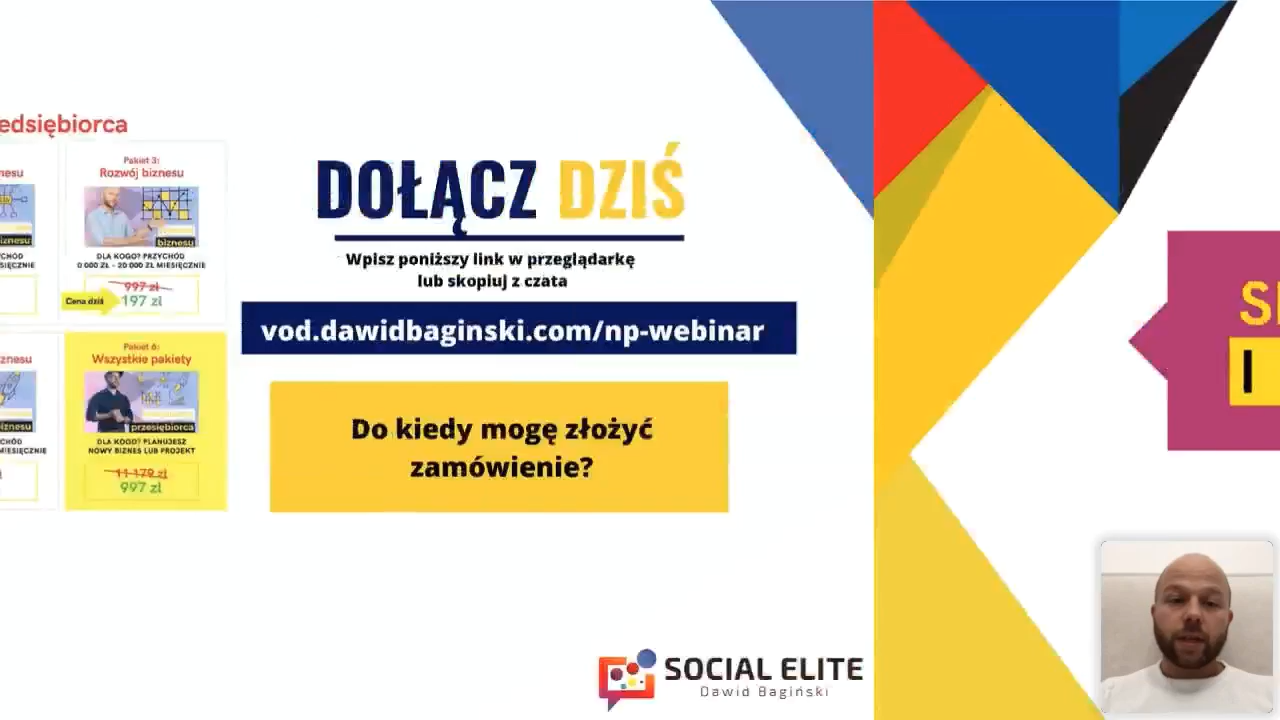 edsiębiorca
Pakiet 3:
Rozwój biznesu
biznesu
DLA KOGO? PRZYCHÓD
0 000 ZŁ - 20 000 ZŁ MIESIĘCZNIE
997 zł
Cena dziś
197 zł
Pakiet 6:
Wszystkie pakiety
przesiębiorca
DLA KOGO? PLANUJESZ
NOWY BIZNES LUB PROJEKT
11 179 zł
997 zł
DOŁĄCZ DZIŚ
Wpisz poniższy link w przeglądarkę
lub skopiuj z czata
vod.dawidbaginski.com/np-webinar
Do kiedy mogę złożyć
zamówienie?
SOCIAL ELITE
Dawid Bagiński